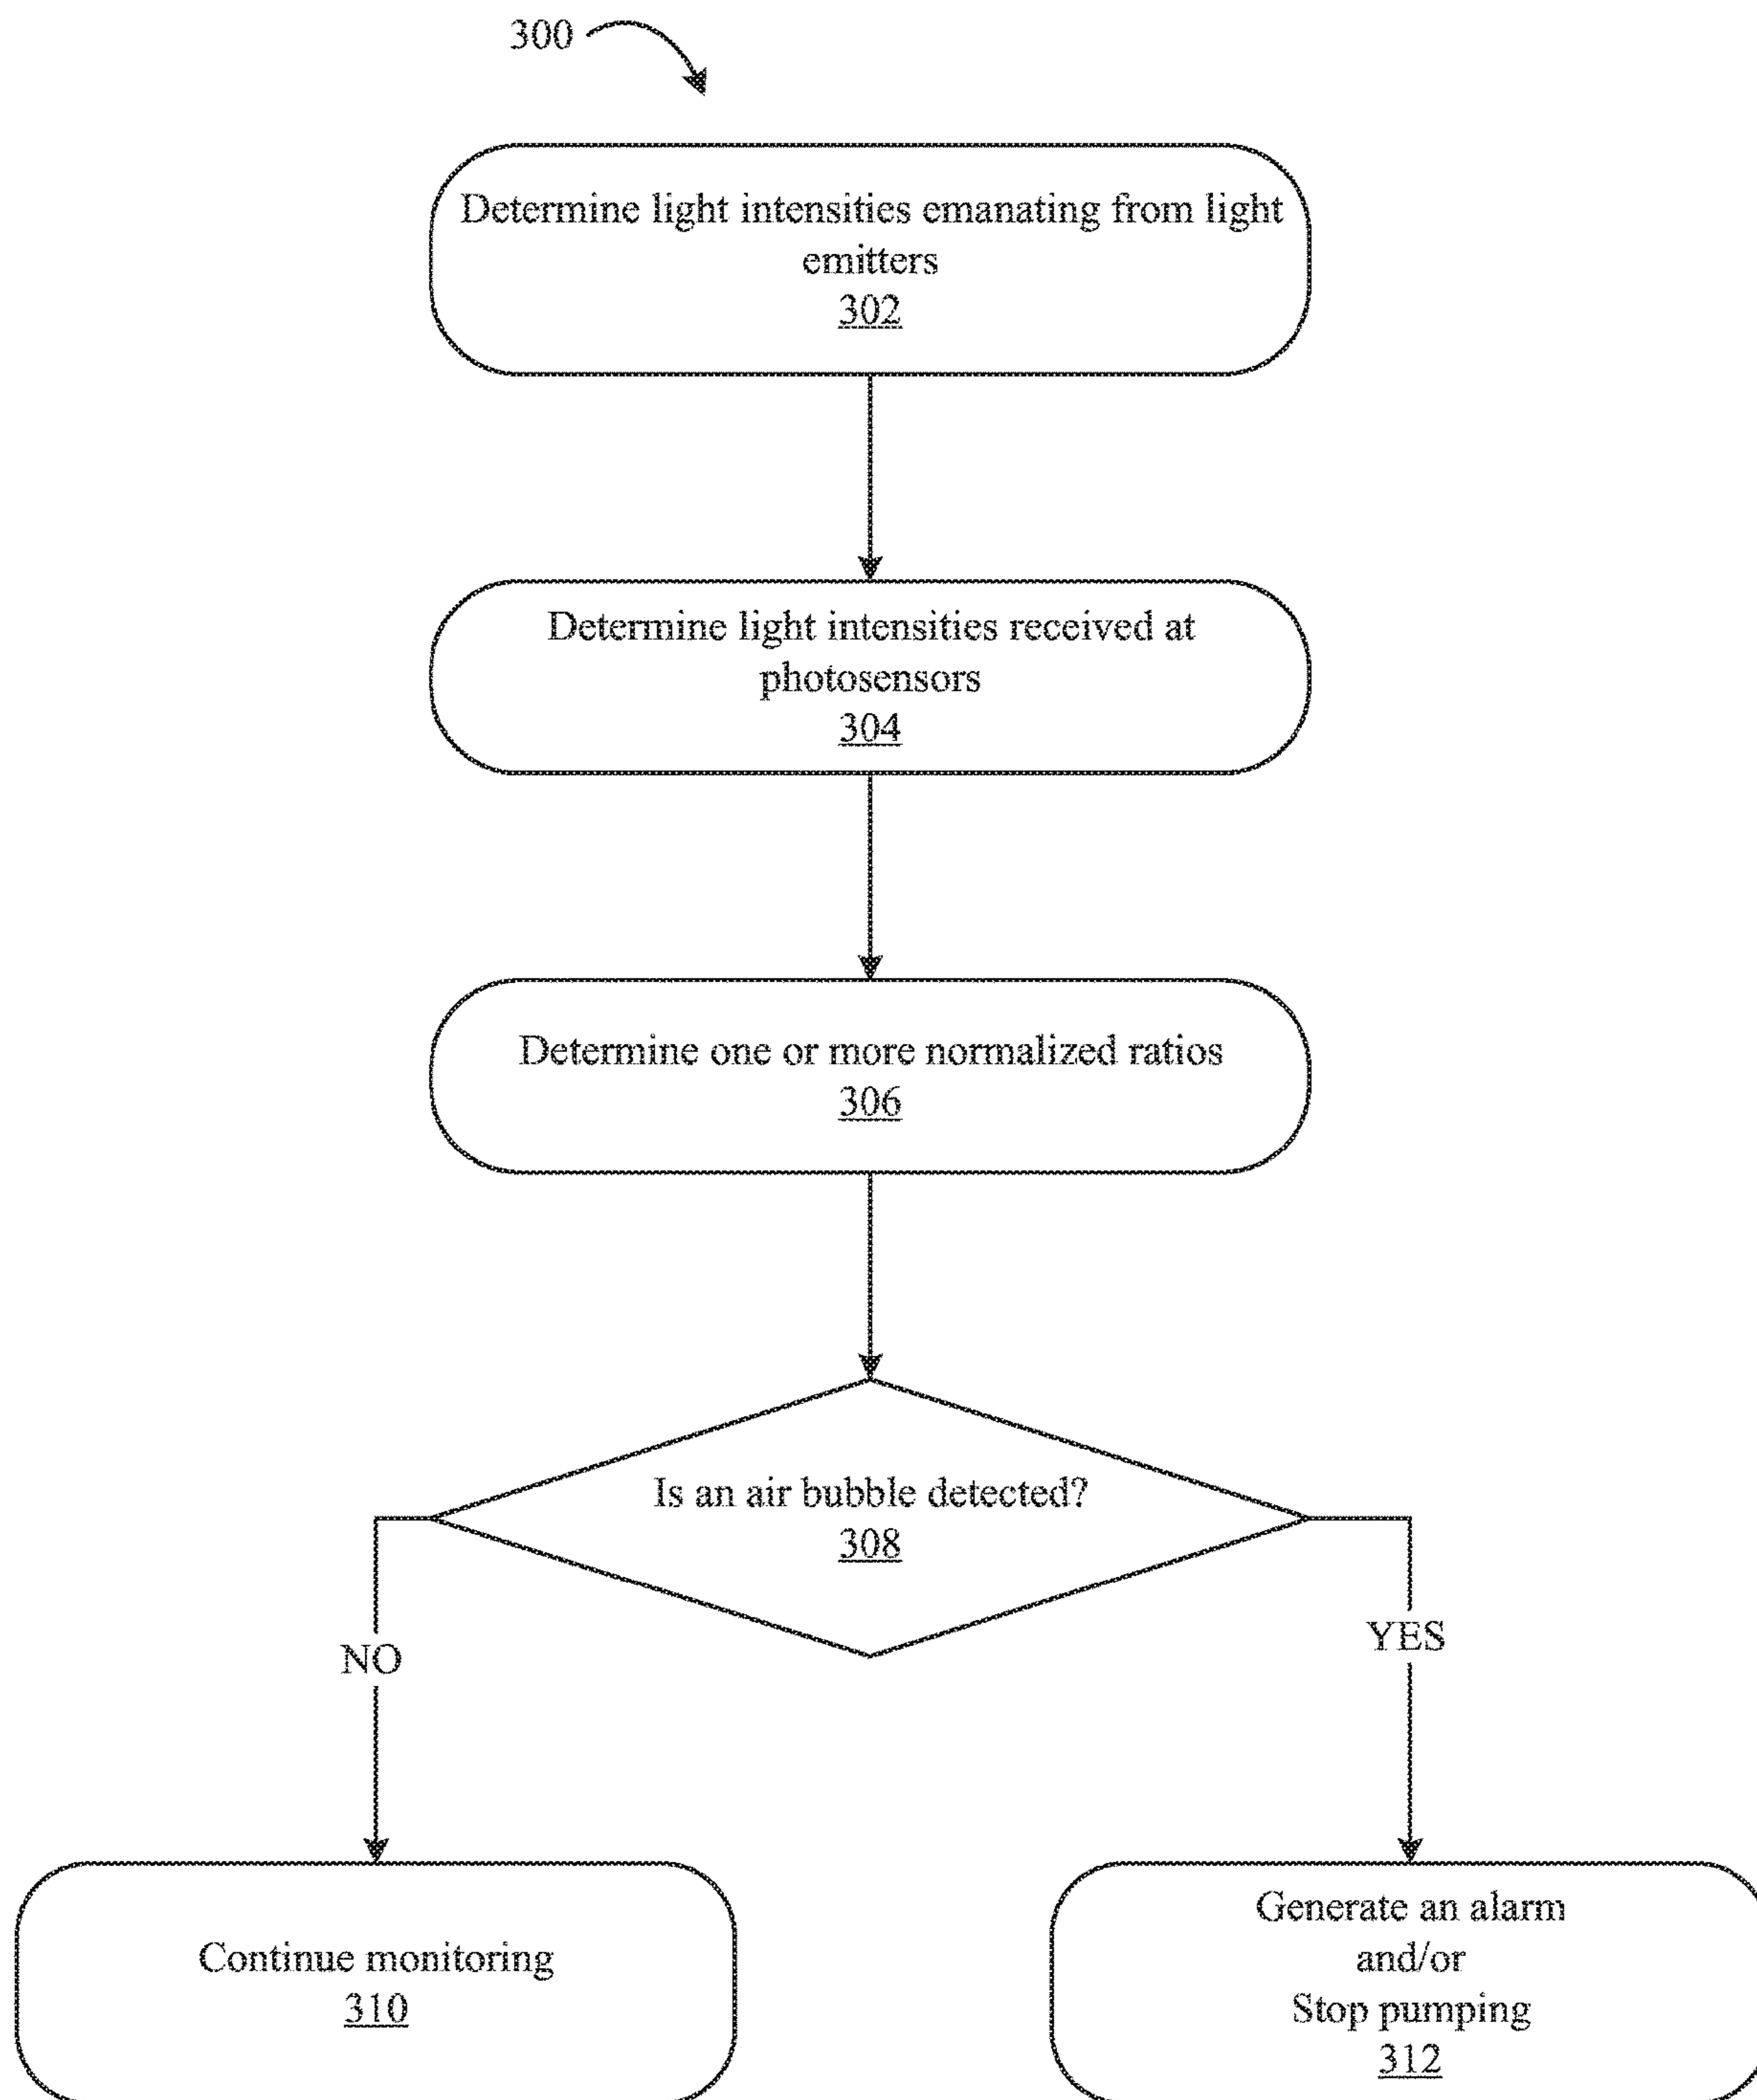 300
Determine light intensities emanating from light
emitters
302
Determine light intensities received at
photosensors
304
Determine one or more normalized ratios
306
Is an air bubble detected?
308
NO
YES
Continue monitoring
310
Generate an alarm
and/or
Stop pumping
312